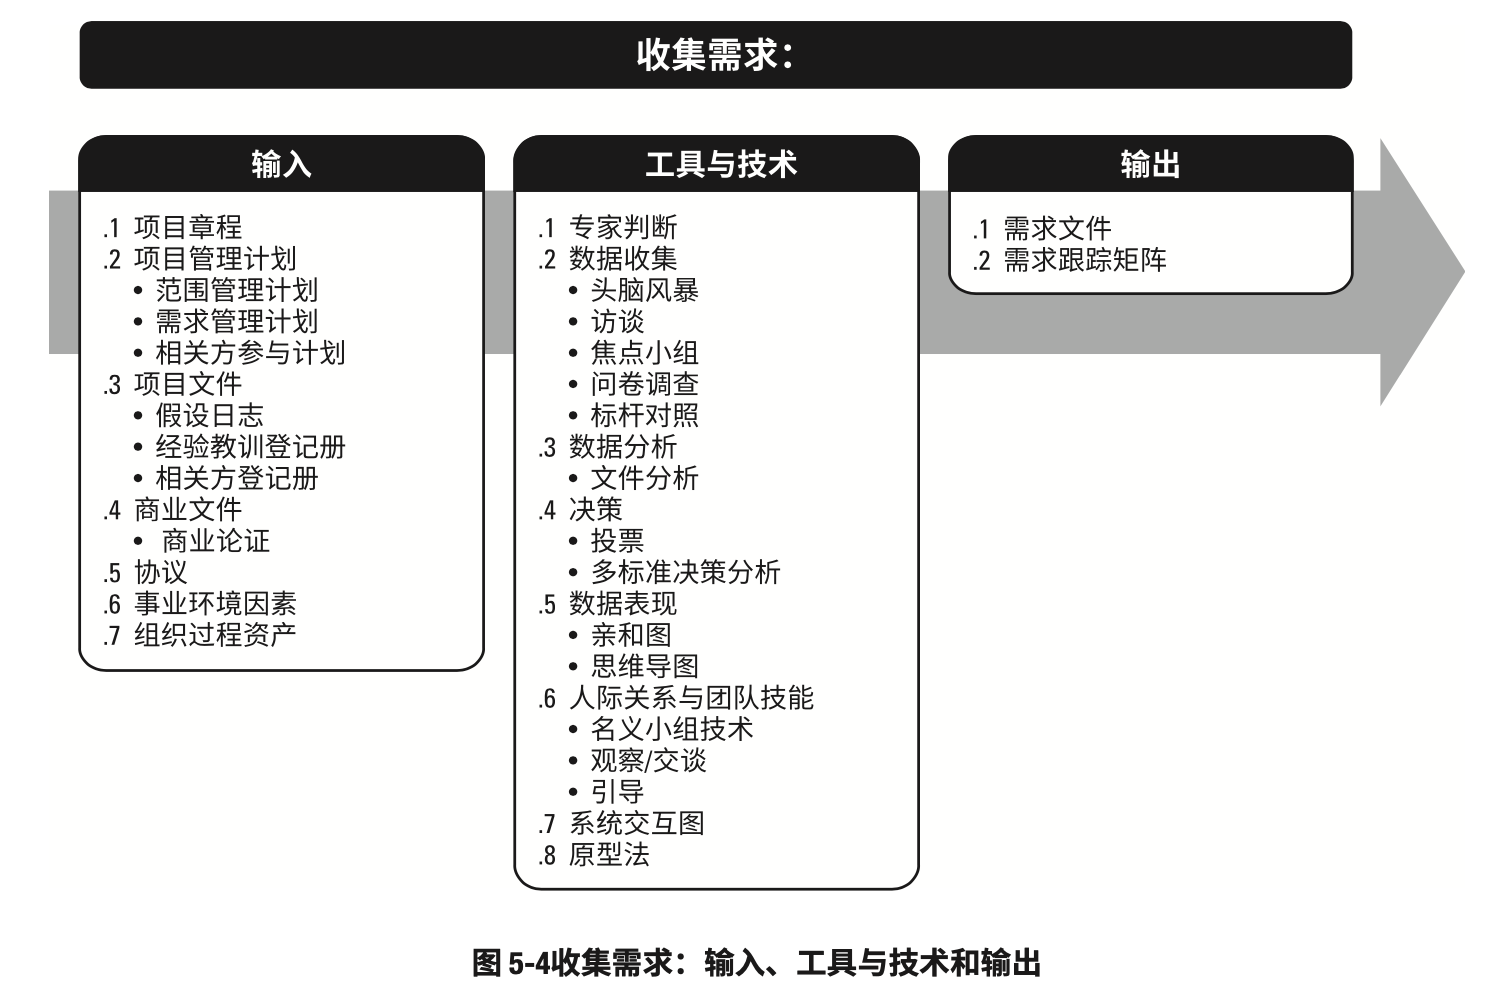 收集需求：
输入
.1 项目章程
.2 项目管理计划
• 范围管理计划
• 需求管理计划
• 相关方参与计划
.3 项目文件
• 假设日志
• 经验教训登记册
• 相关方登记册
.4 商业文件
• 商业论证
.5 协议
.6 事业环境因素
.7 组织过程资产
工具与技术
.1 专家判断
.2 数据收集
• 头脑风暴
• 访谈
• 焦点小组
• 问卷调查
• 标杆对照
.3 数据分析
• 文件分析
.4 决策
• 投票
• 多标准决策分析
.5 数据表现
• 亲和图
• 思维导图
.6 人际关系与团队技能
• 名义小组技术
• 观察/交谈
• 引导
.7 系统交互图
.8 原型法
输出
.1 需求文件
.2 需求跟踪矩阵
图 5-4收集需求：输入、工具与技术和输出